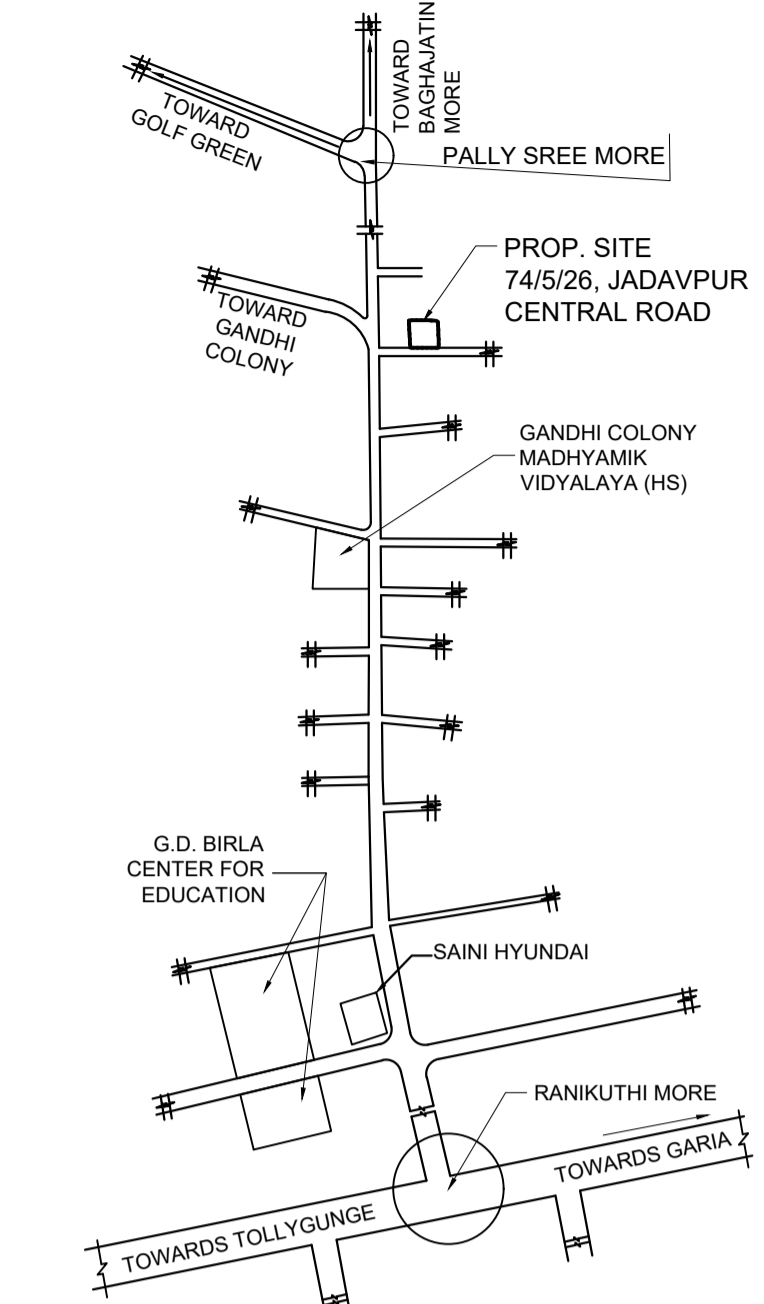 TOWARD
BAGHAJATIN
MORE
TOWARD
GOLF GREEN
PALLY SREE MORE
PROP. SITE
74/5/26, JADAVPUR
CENTRAL ROAD
TOWARD
GANDHI
COLONY
GANDHI COLONY
MADHYAMIK
VIDYALAYA (HS)
G.D. BIRLA
CENTER FOR
EDUCATION
SAINI HYUNDAI
RANIKUTHI MORE
TOWARDS GARIA
TOWARDS TOLLYGUNGE